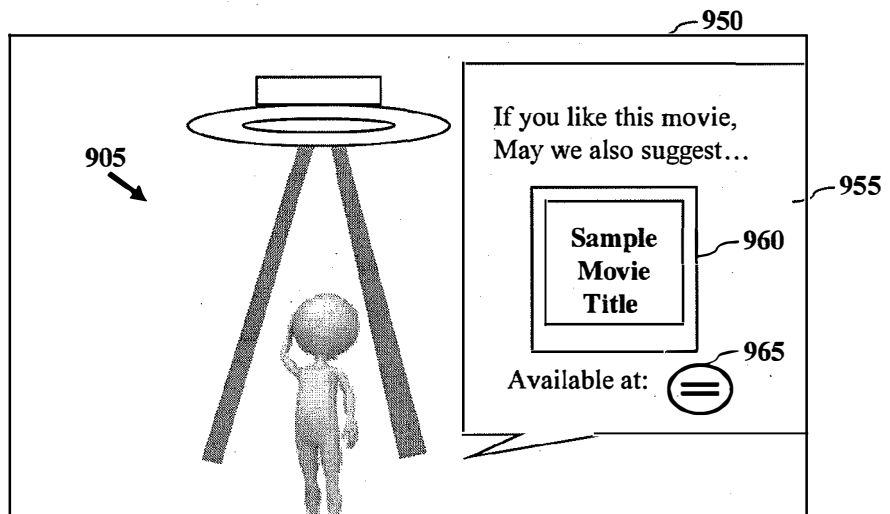 950
If you like this movie,
May we also suggest...
905
955
960
Sample
Movie
Title
965
Available at: